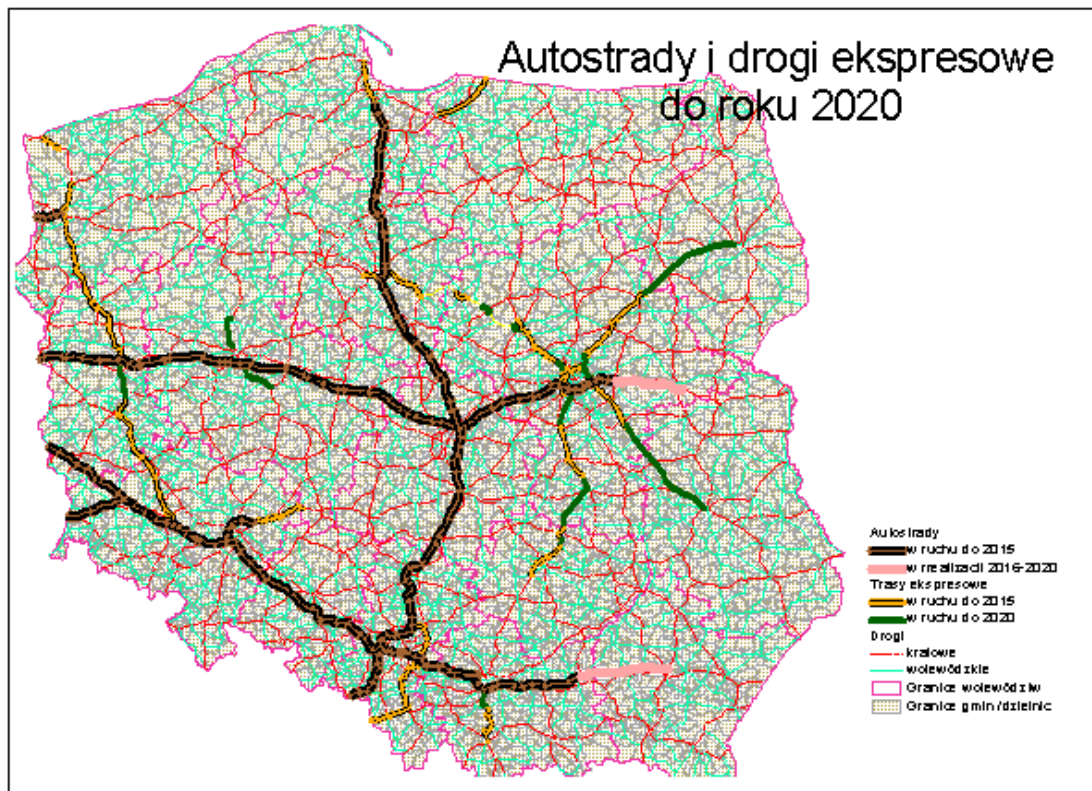 Autostrady i drogi ekspresowe
do roku 2020
Autostrady
w ruchu do 2015
w rrealizacji 2016-2020
Trasy ekspresowe
w ruchu do 2015
w ruchu do 2020
Drogi
krajowe
wojewódzkie
Granice województw
Granice gmin/dzielnic